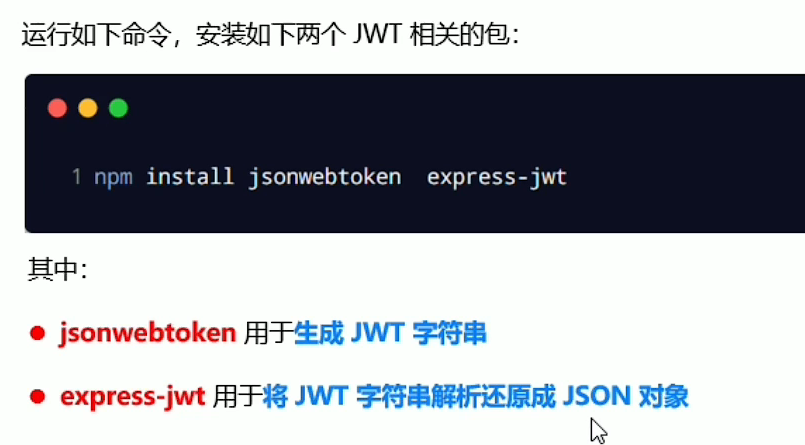 运行如下命令，安装如下两个 JWT 相关的包：
1 npm install jsonwebtoken  express-jwt
其中：
● jsonwebtoken 用于生成 JWT 字符串
● express-jwt 用于将 JWT 字符串解析还原成 JSON 对象